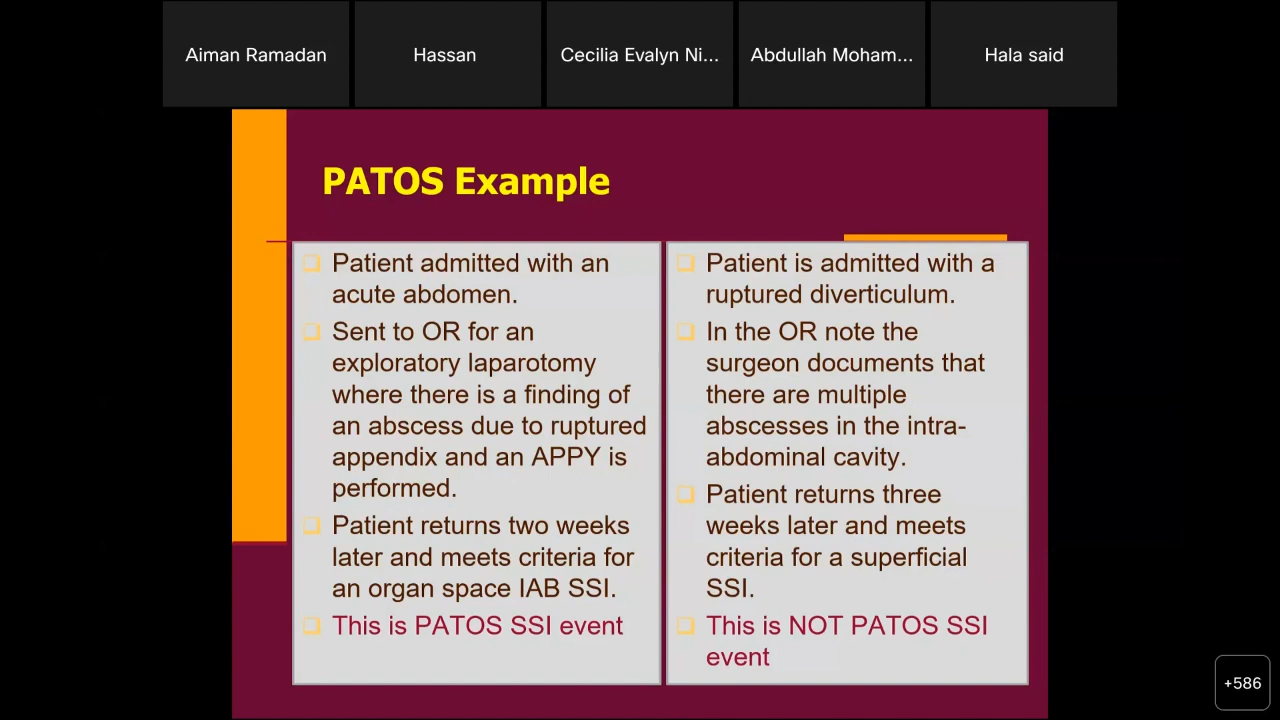 Aiman Ramadan
Hassan
Cecilia Evalyn Ni...
Abdullah Moham...
Hala said
PATOS Example
Patient admitted with an
acute abdomen.
Sent to OR for an
exploratory laparotomy
where there is a finding of
an abscess due to ruptured
appendix and an APPY is
performed.
Patient returns two weeks
later and meets criteria for
an organ space IAB SSI.
This is PATOS SSI event
Patient is admitted with a
ruptured diverticulum.
In the OR note the
surgeon documents that
there are multiple
abscesses in the intra-
abdominal cavity.
Patient returns three
weeks later and meets
criteria for a superficial
SSI.
This is NOT PATOS SSI
event
+586